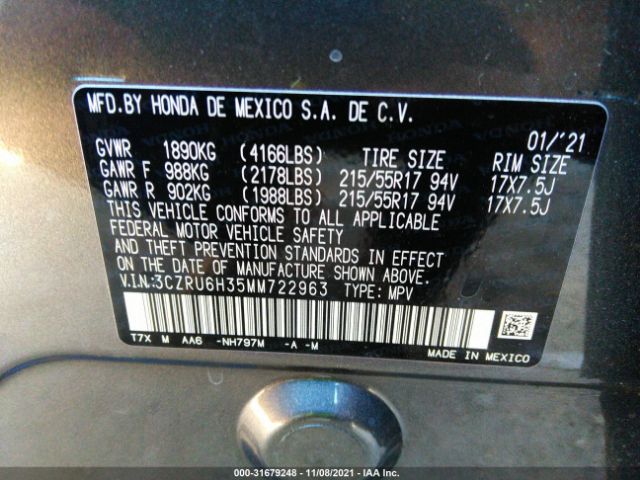 MFD.BY HONDA DE MEXICO S.A. DE C.V.
01/'21
GVWR 1890KG (4166LBS) TIRE SIZE RIM SIZE
GAWR F 988KG (2178LBS) 215/55R17 94V 17X7.5J
GAWR R 902KG (1988LBS) 215/55R17 94V 17X7.5J
THIS VEHICLE CONFORMS TO ALL APPLICABLE
FEDERAL MOTOR VEHICLE SAFETY
AND THEFT PREVENTION STANDARDS IN EFFECT
ON THE DATE OF MANUFACTURE SHOWN ABOVE.
V.I.N.:3CZRU6H35MM722963 TYPE: MPV
T7X M AA6 -NH797M -A -M
MADE IN MEXICO
000-31679248 - 11/08/2021 - IAA Inc.